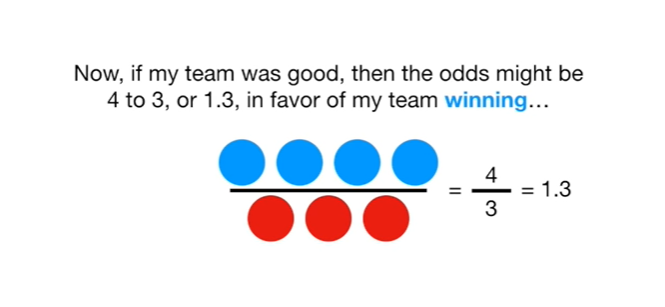 Now, if my team was good, then the odds might be
4 to 3, or 1.3, in favor of my team winning...
= 4/3 = 1.3